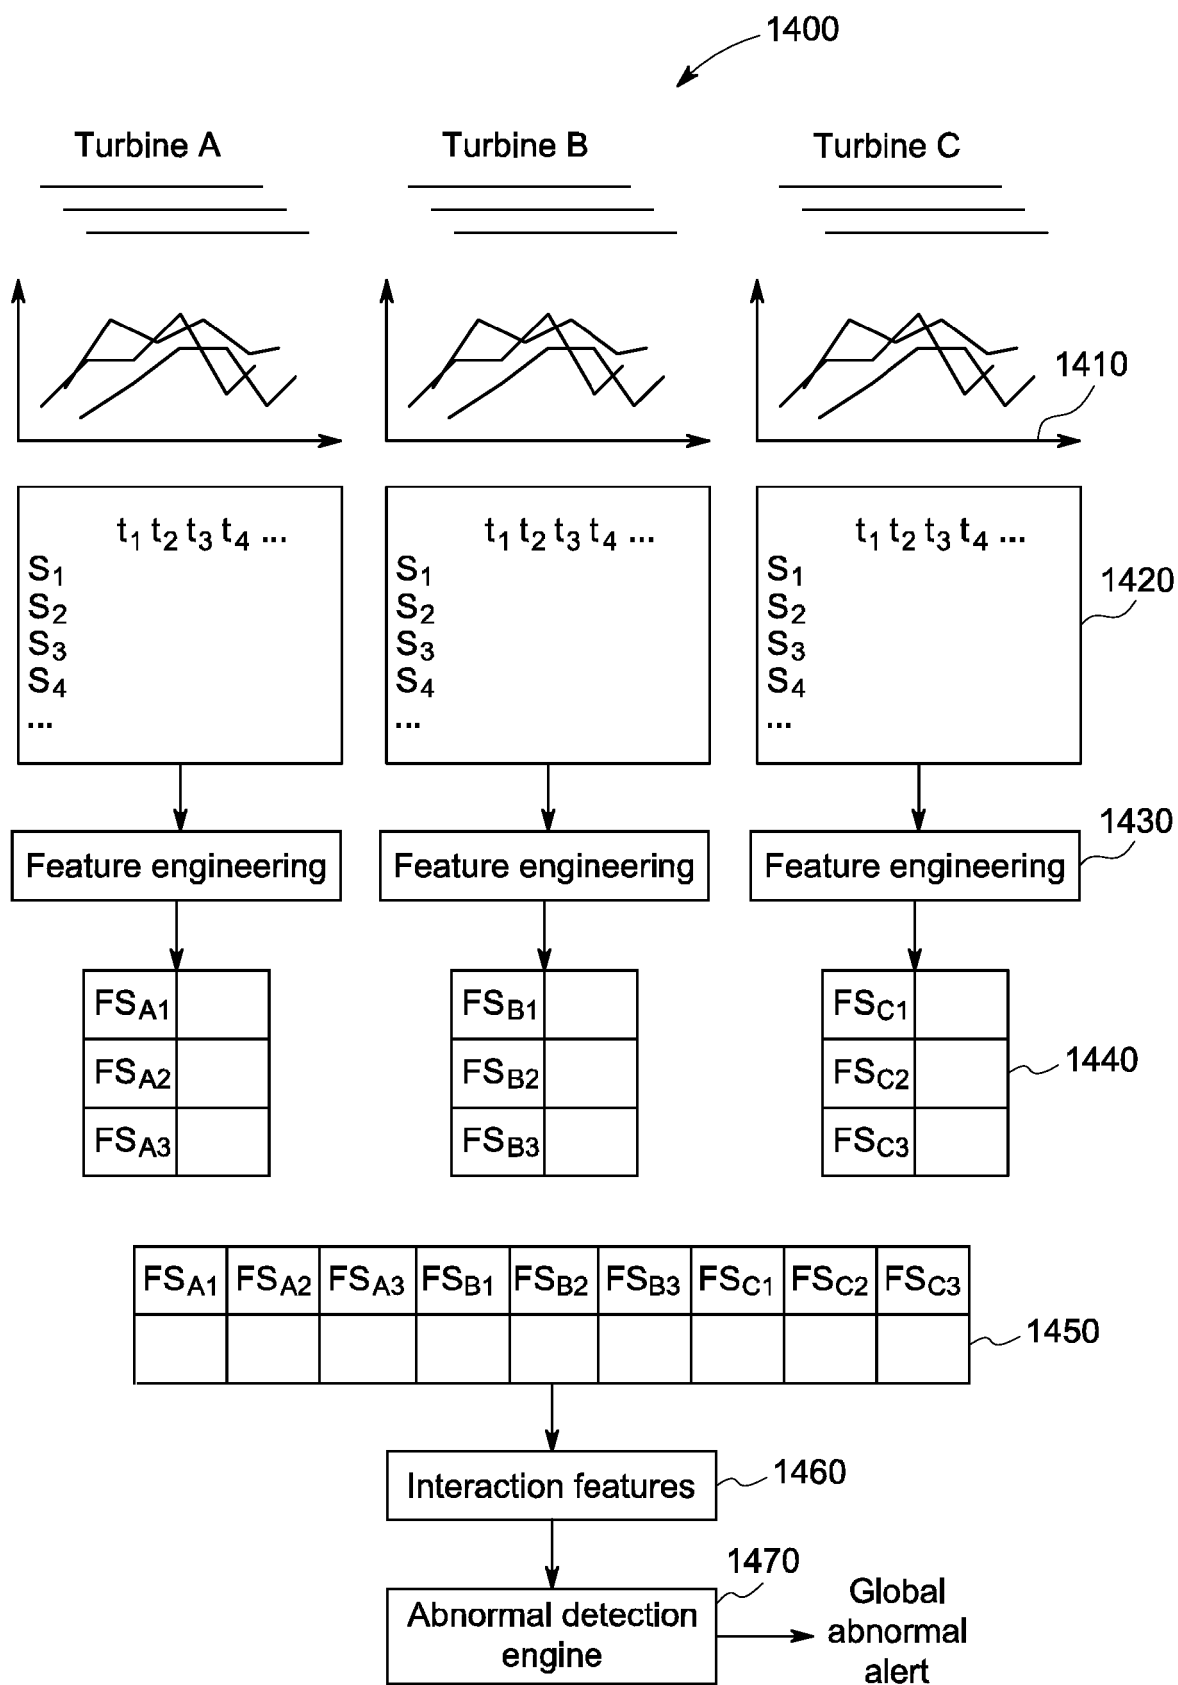 1400
Turbine A Turbine B Turbine C
1410
t1 t2 t3 t4 ... t1 t2 t3 t4 ... t1 t2 t3 t4 ...
S1 S1 S1
1420
S2 S2 S2
S3 S3 S3
S4 S4 S4
... ... ...
1430
Feature engineering Feature engineering Feature engineering
FSA1 FSB1 FSC1
FSA2 FSB2 FSC2 1440
FSA3 FSB3 FSC3
FSA1 FSA2 FSA3 FSB1 FSB2 FSB3 FSC1 FSC2 FSC3
1450
Interaction features 1460
1470
Abnormal detection
engine
Global
abnormal
alert